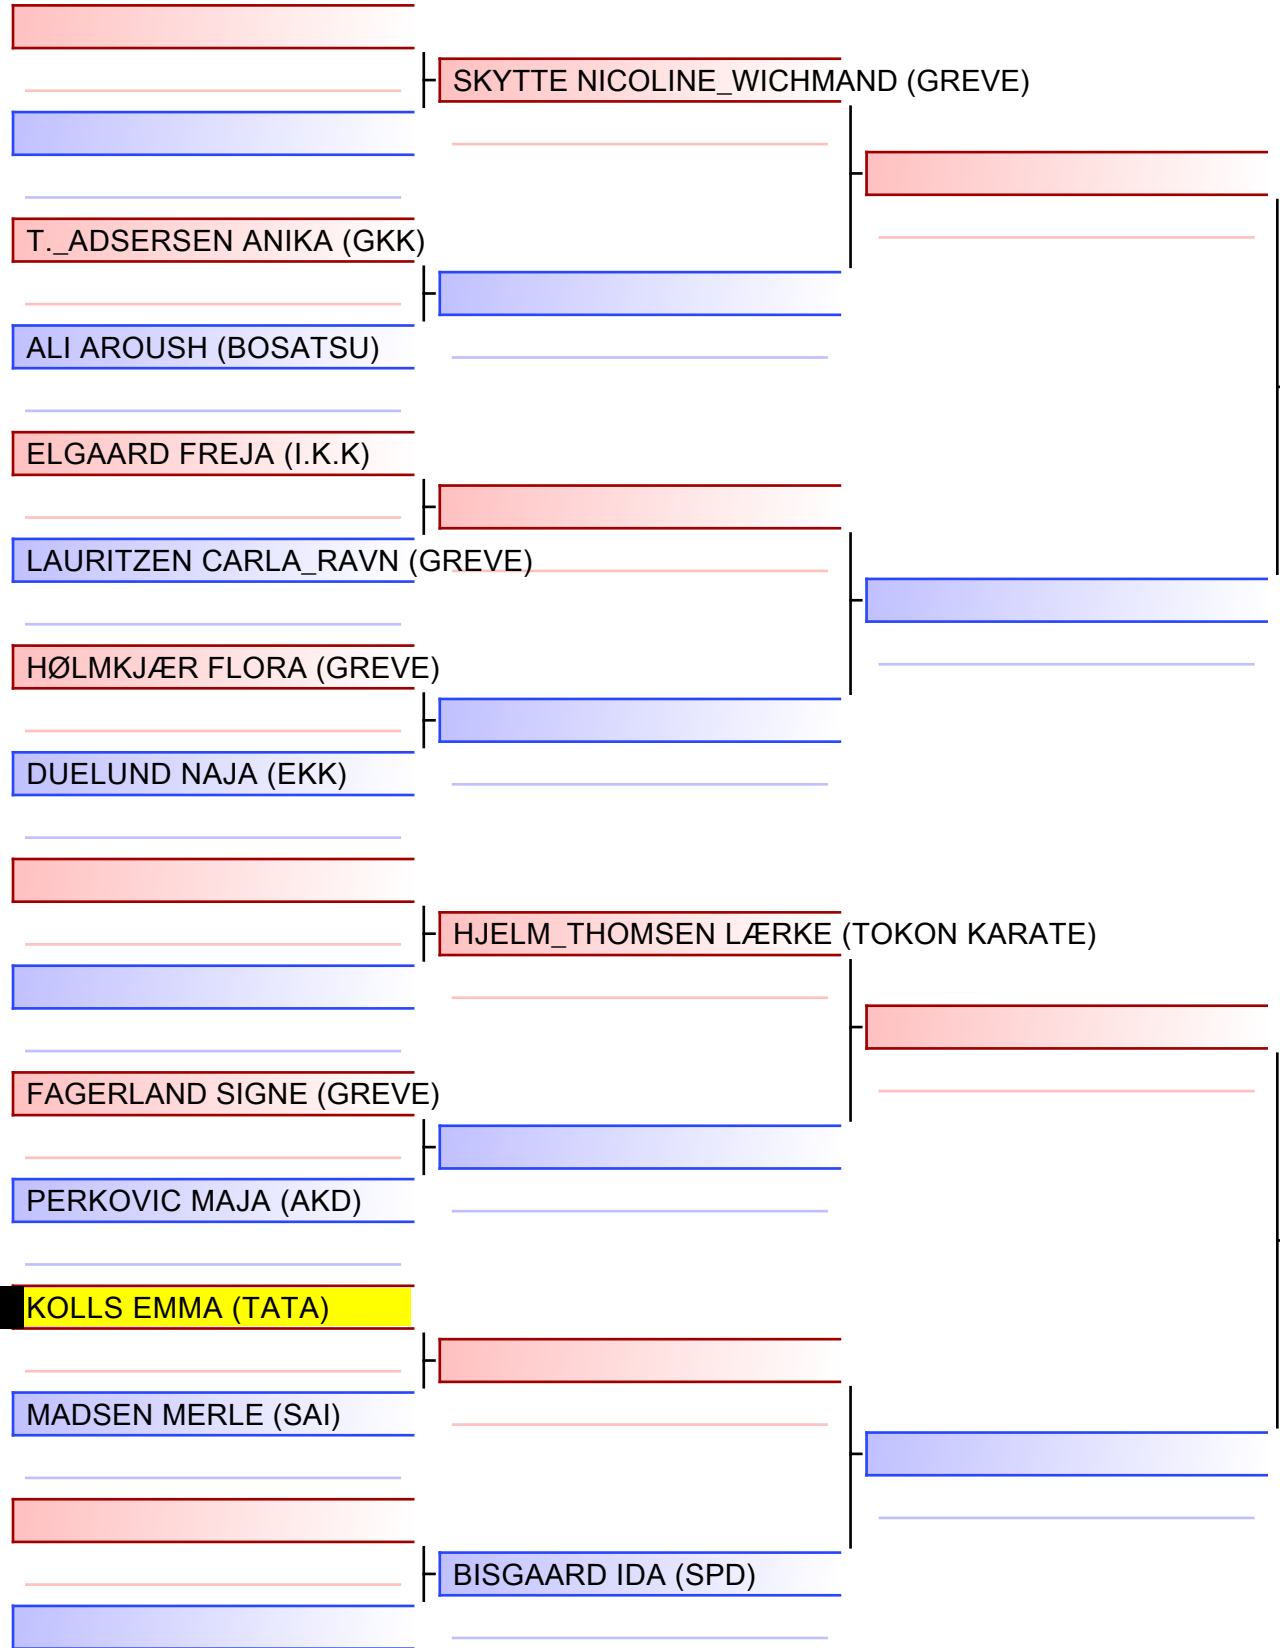 SKYTTE NICOLINE_WICHMAND (GREVE)
T._ADSERSEN ANIKA (GKK)
ALI AROUSH (BOSATSU)
ELGAARD FREJA (I.K.K)
LAURITZEN CARLA_RAVN (GREVE)
HØLMKJÆR FLORA (GREVE)
DUELUND NAJA (EKK)
HJELM_THOMSEN LÆRKE (TOKON KARATE)
FAGERLAND SIGNE (GREVE)
PERKOVIC MAJA (AKD)
KOLLS EMMA (TATA)
MADSEN MERLE (SAI)
BISGAARD IDA (SPD)